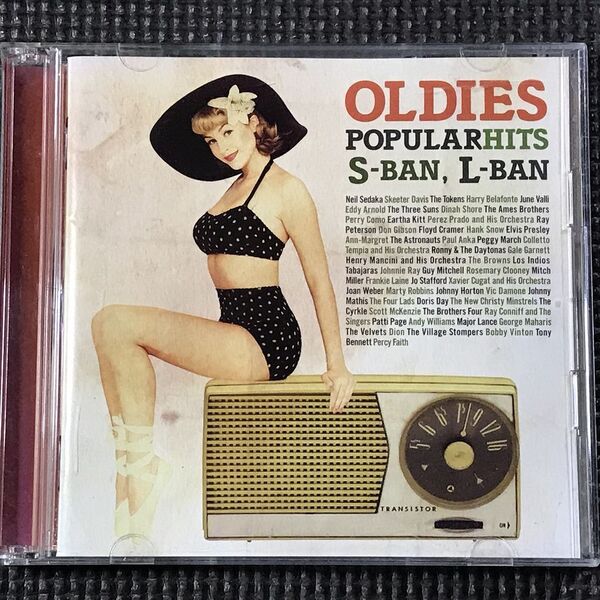 OLDIES
POPULARHITS
S-BAN, L-BAN
Neil Sedaka Skeeter Davis The Tokens Harry Belafonte June Valli
Eddy Arnold The Three Suns Dinah Shore The Ames Brothers
Perry Como Eartha Kitt Perez Prado and His Orchestra Ray
Peterson Don Gibson Floyd Cramer Hank Snow Elvis Presley
Ann-Margret The Astronauts Paul Anka Peggy March Colletto
Tempia and His Orchestra Ronny & The Daytonas Gale Garnett
Henry Mancini and His Orchestra The Browns Los Indios
Tabajaras Johnnie Ray Guy Mitchell Rosemary Clooney Mitch
Miller Frankie Laine Jo Stafford Xavier Cugat and His Orchestra
Joan Weber Marty Robbins Johnny Horton Vic Damone Johnny
Mathis The Four Lads Doris Day The New Christy Minstrels The
Cyrkle Scott McKenzie The Brothers Four Ray Conniff and The
Singers Patti Page Andy Williams Major Lance George Maharis
The Velvets Dion The Village Stompers Bobby Vinton Tony
Bennett Percy Faith
TRANSISTOR